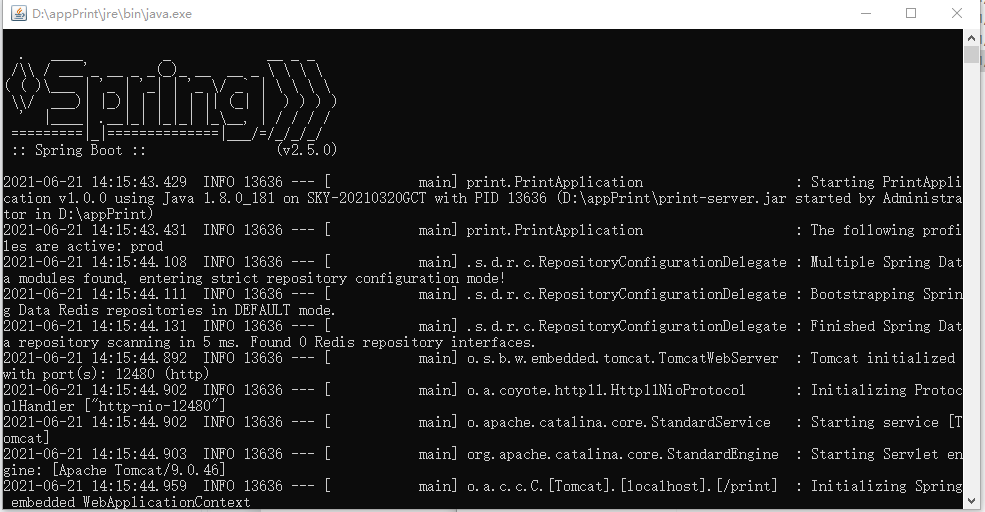 D:\appPrint\jre\bin\java.exe
  .   ____          _            __ _ _
 /\\ / ___'_ __ _ _(_)_ __  __ _ \ \ \ \
( ( )\___ | '_ | '_| | '_ \/ _` | \ \ \ \
 \\/  ___)| |_)| | | | | || (_| |  ) ) ) )
  '  |____| .__|_| |_|_| |_\__, | / / / /
 =========|_|==============|___/=/_/_/_/
 :: Spring Boot ::                (v2.5.0)
2021-06-21 14:15:43.429  INFO 13636 --- [           main] print.PrintApplication                   : Starting PrintAppli
cation v1.0.0 using Java 1.8.0_181 on SKY-20210320GCT with PID 13636 (D:\appPrint\print-server.jar started by Administra
tor in D:\appPrint)
2021-06-21 14:15:43.431  INFO 13636 --- [           main] print.PrintApplication                   : The following profi
les are active: prod
2021-06-21 14:15:44.108  INFO 13636 --- [           main] .s.d.r.c.RepositoryConfigurationDelegate : Multiple Spring Dat
a modules found, entering strict repository configuration mode!
2021-06-21 14:15:44.111  INFO 13636 --- [           main] .s.d.r.c.RepositoryConfigurationDelegate : Bootstrapping Sprin
g Data Redis repositories in DEFAULT mode.
2021-06-21 14:15:44.131  INFO 13636 --- [           main] .s.d.r.c.RepositoryConfigurationDelegate : Finished Spring Dat
a repository scanning in 5 ms. Found 0 Redis repository interfaces.
2021-06-21 14:15:44.892  INFO 13636 --- [           main] o.s.b.w.embedded.tomcat.TomcatWebServer  : Tomcat initialized
with port(s): 12480 (http)
2021-06-21 14:15:44.902  INFO 13636 --- [           main] o.a.coyote.http11.Http11NioProtocol      : Initializing Protoc
olHandler ["http-nio-12480"]
2021-06-21 14:15:44.902  INFO 13636 --- [           main] o.apache.catalina.core.StandardService   : Starting service [T
omcat]
2021-06-21 14:15:44.903  INFO 13636 --- [           main] org.apache.catalina.core.StandardEngine  : Starting Servlet en
gine: [Apache Tomcat/9.0.46]
2021-06-21 14:15:44.959  INFO 13636 --- [           main] o.a.c.c.C.[Tomcat].[localhost].[/print]  : Initializing Spring
 embedded WebApplicationContext